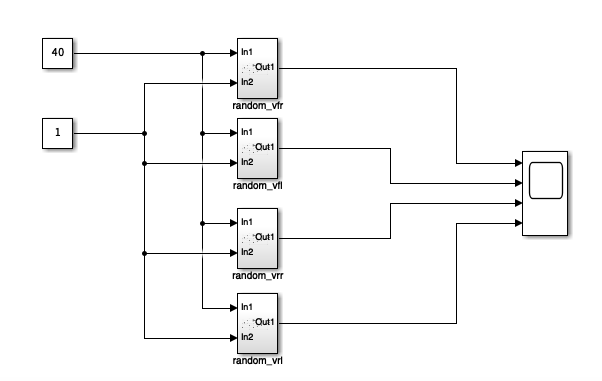 40
In1
Out1
In2
random_vfr
1
In1
Out1
In2
random_vfl
In1
Out1
In2
random_vrr
In1
Out1
In2
random_vrl